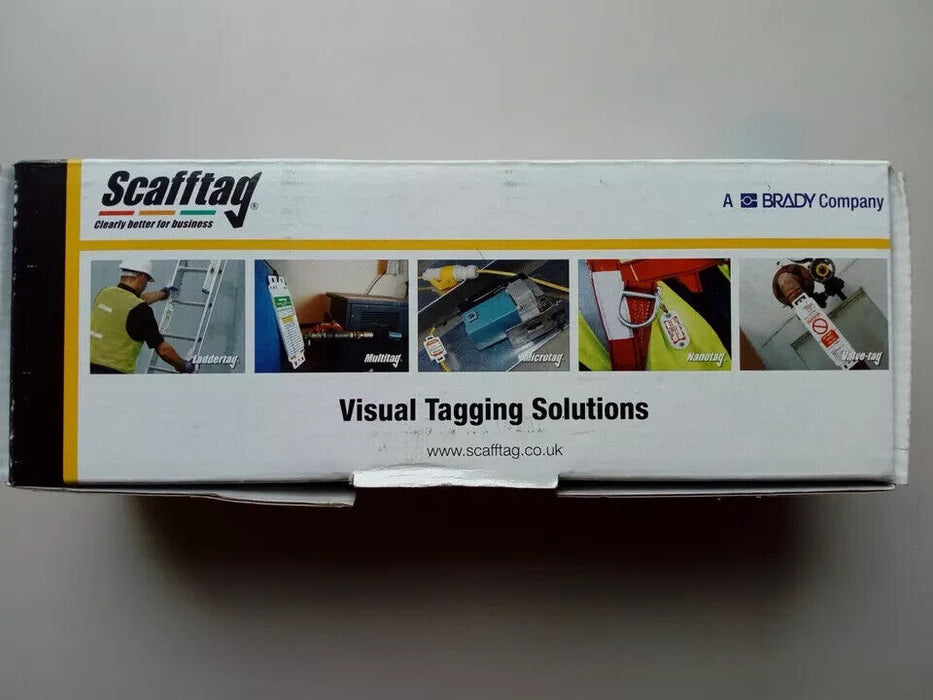 Scafftag®
Clearly better for business
A BRADY Company
Laddertag
Multitag
Microtag
Nanotag
Valve-tag
Visual Tagging Solutions
www.scafftag.co.uk